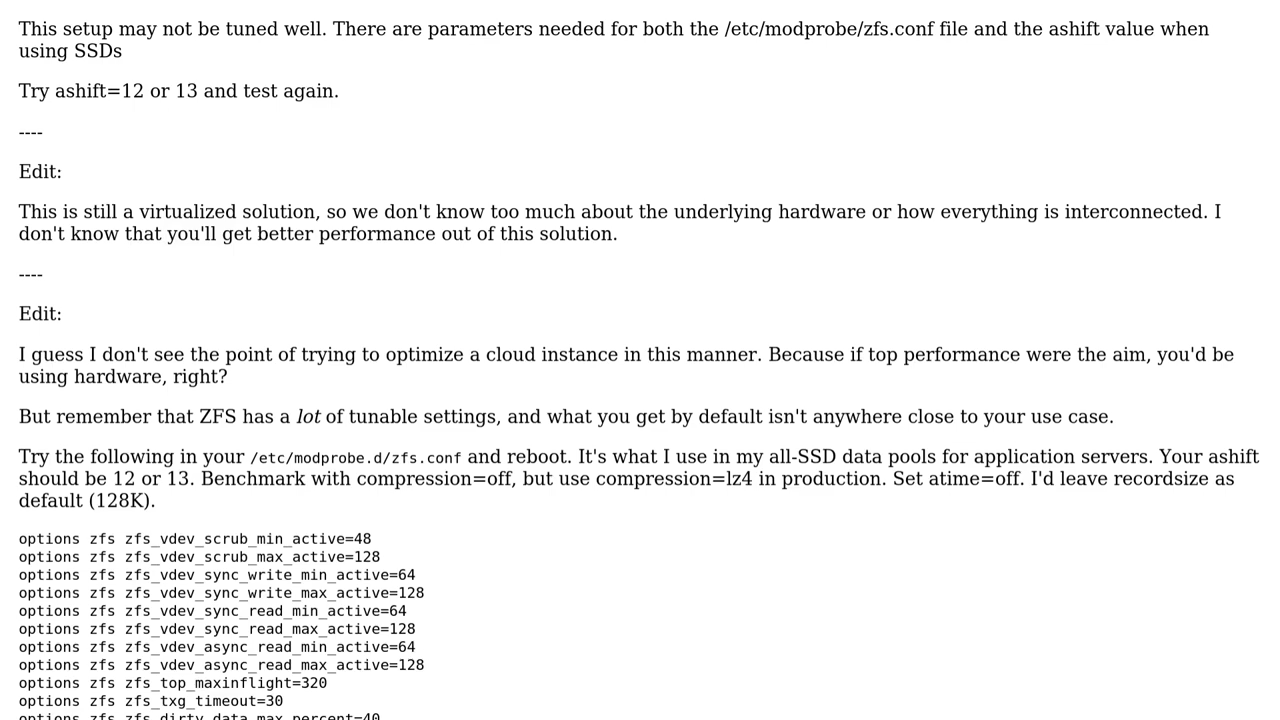 This setup may not be tuned well. There are parameters needed for both the /etc/modprobe/zfs.conf file and the ashift value when
using SSDs
Try ashift=12 or 13 and test again.
----
Edit:
This is still a virtualized solution, so we don't know too much about the underlying hardware or how everything is interconnected. I
don't know that you'll get better performance out of this solution.
----
Edit:
I guess I don't see the point of trying to optimize a cloud instance in this manner. Because if top performance were the aim, you'd be
using hardware, right?
But remember that ZFS has a lot of tunable settings, and what you get by default isn't anywhere close to your use case.
Try the following in your /etc/modprobe.d/zfs.conf and reboot. It's what I use in my all-SSD data pools for application servers. Your ashift
should be 12 or 13. Benchmark with compression=off, but use compression=lz4 in production. Set atime=off. I'd leave recordsize as
default (128K).
options zfs zfs_vdev_scrub_min_active=48
options zfs zfs_vdev_scrub_max_active=128
options zfs zfs_vdev_sync_write_min_active=64
options zfs zfs_vdev_sync_write_max_active=128
options zfs zfs_vdev_sync_read_min_active=64
options zfs zfs_vdev_sync_read_max_active=128
options zfs zfs_vdev_async_read_min_active=64
options zfs zfs_vdev_async_read_max_active=128
options zfs zfs_top_maxinflight=320
options zfs zfs_txg_timeout=30
options zfs zfs_dirty_data_max_percent=40